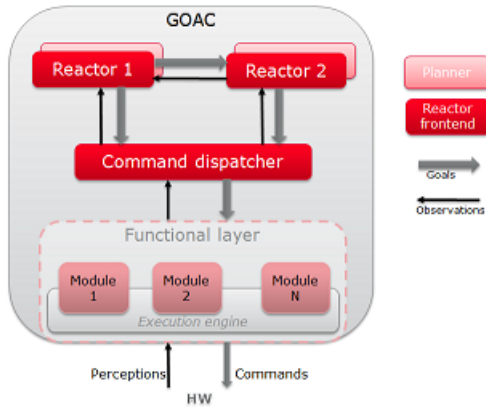 GOAC
Reactor 1
Reactor 2
Command dispatcher
Functional layer
Module
1
Module
2
Module
N
Execution engine
Perceptions
Commands
HW
Planner
Reactor
frontend
Goals
Observations